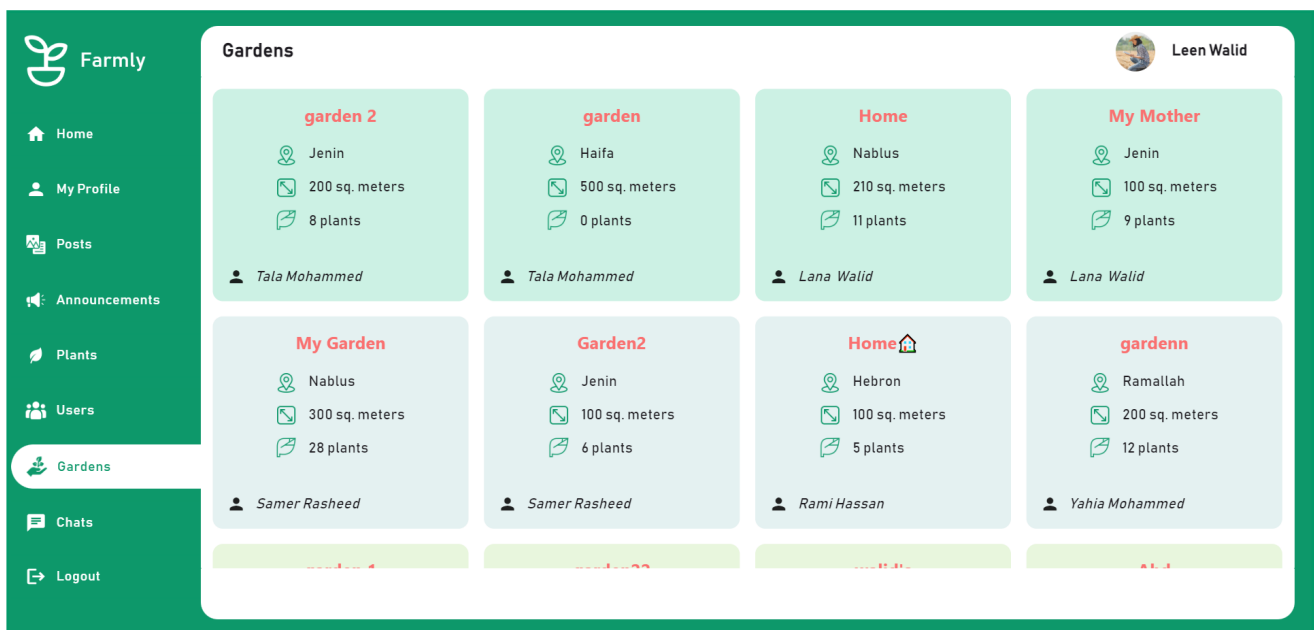 Farmly
Home
My Profile
Posts
Announcements
Plants
Users
Gardens
Chats
Logout
Gardens
Leen Walid
garden 2
Jenin
200 sq. meters
8 plants
Tala Mohammed
garden
Haifa
500 sq. meters
0 plants
Tala Mohammed
Home
Nablus
210 sq. meters
11 plants
Lana Walid
My Mother
Jenin
100 sq. meters
9 plants
Lana Walid
My Garden
Nablus
300 sq. meters
28 plants
Samer Rasheed
Garden2
Jenin
100 sq. meters
6 plants
Samer Rasheed
Home🏠
Hebron
100 sq. meters
5 plants
Rami Hassan
gardenn
Ramallah
200 sq. meters
12 plants
Yahia Mohammed